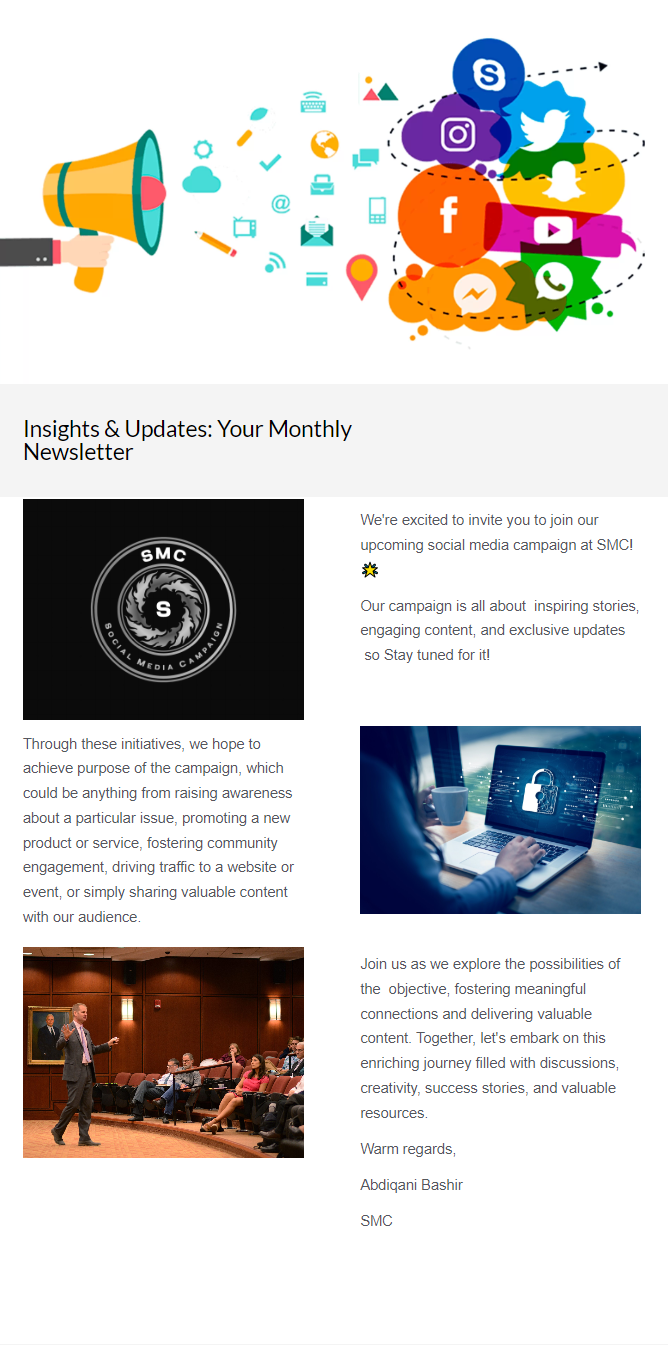 Insights & Updates: Your Monthly
Newsletter
SMC
S
SOCIAL MEDIA CAMPAIGN
We're excited to invite you to join our
upcoming social media campaign at SMC!
🌟
Our campaign is all about  inspiring stories,
engaging content, and exclusive updates
so Stay tuned for it!
Through these initiatives, we hope to
achieve purpose of the campaign, which
could be anything from raising awareness
about a particular issue, promoting a new
product or service, fostering community
engagement, driving traffic to a website or
event, or simply sharing valuable content
with our audience.
Join us as we explore the possibilities of
the  objective, fostering meaningful
connections and delivering valuable
content. Together, let's embark on this
enriching journey filled with discussions,
creativity, success stories, and valuable
resources.
Warm regards,
Abdiqani Bashir
SMC